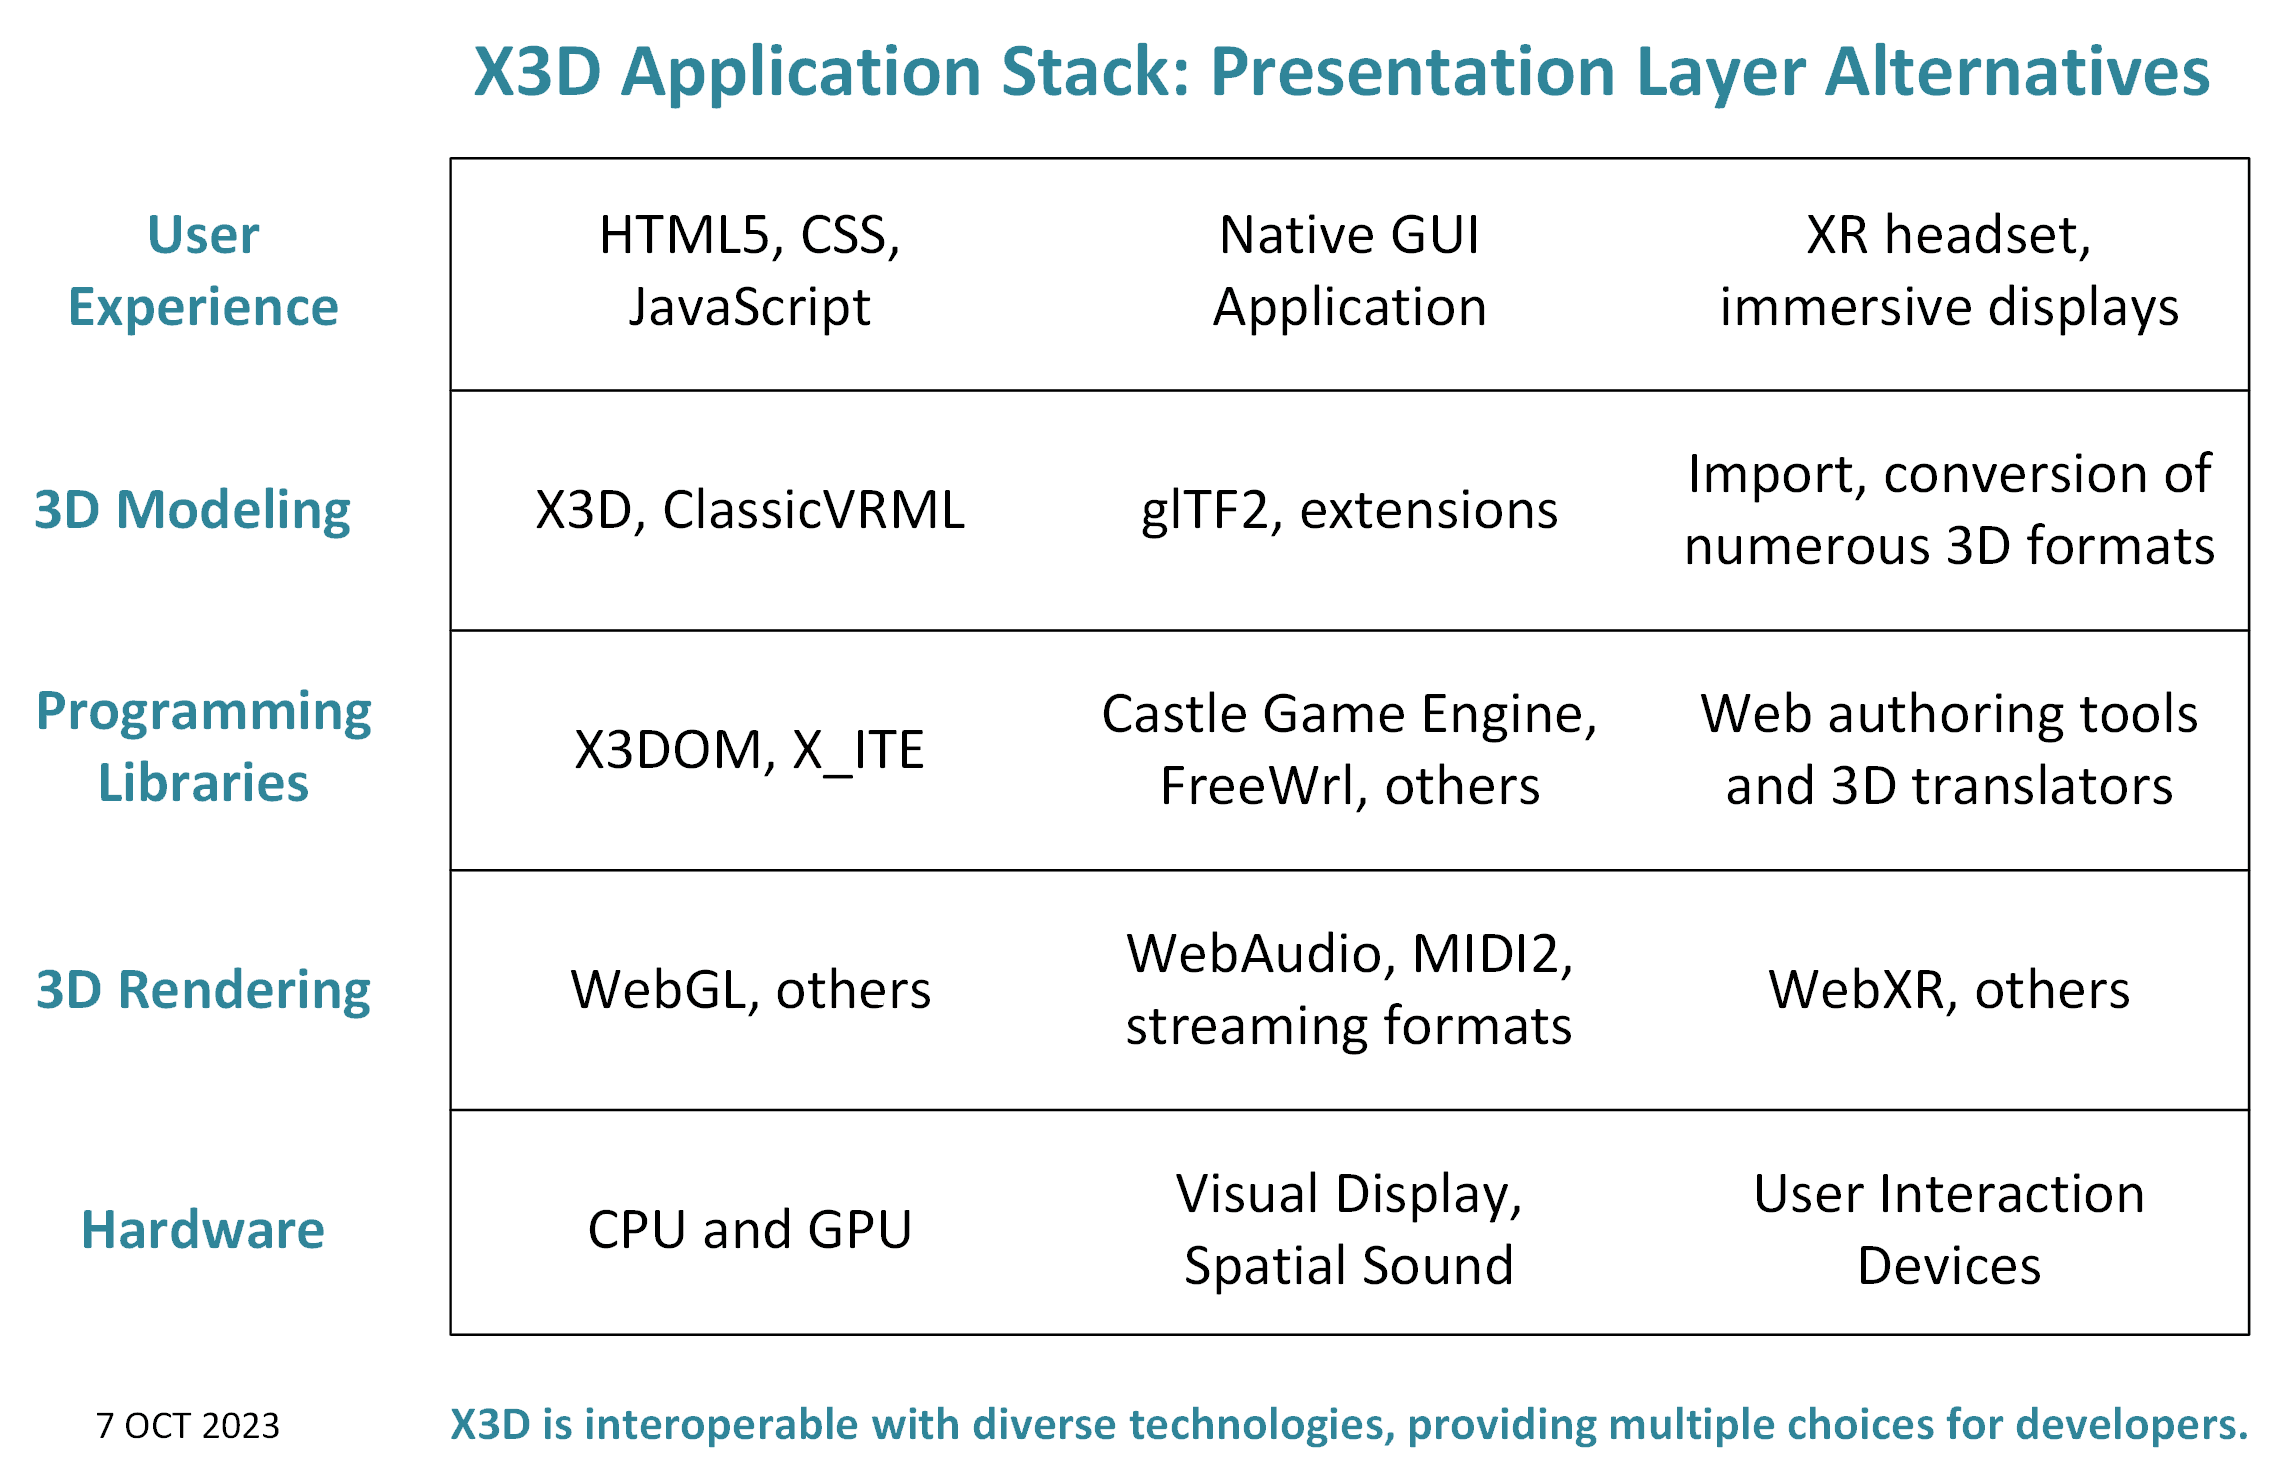 X3D Application Stack: Presentation Layer Alternatives
User
Experience
HTML5, CSS,
JavaScript
Native GUI
Application
XR headset,
immersive displays
3D Modeling
X3D, ClassicVRML
glTF2, extensions
Import, conversion of
numerous 3D formats
Programming
Libraries
X3DOM, X_ITE
Castle Game Engine,
FreeWrl, others
Web authoring tools
and 3D translators
3D Rendering
WebGL, others
WebAudio, MIDI2,
streaming formats
WebXR, others
Hardware
CPU and GPU
Visual Display,
Spatial Sound
User Interaction
Devices
7 OCT 2023
X3D is interoperable with diverse technologies, providing multiple choices for developers.